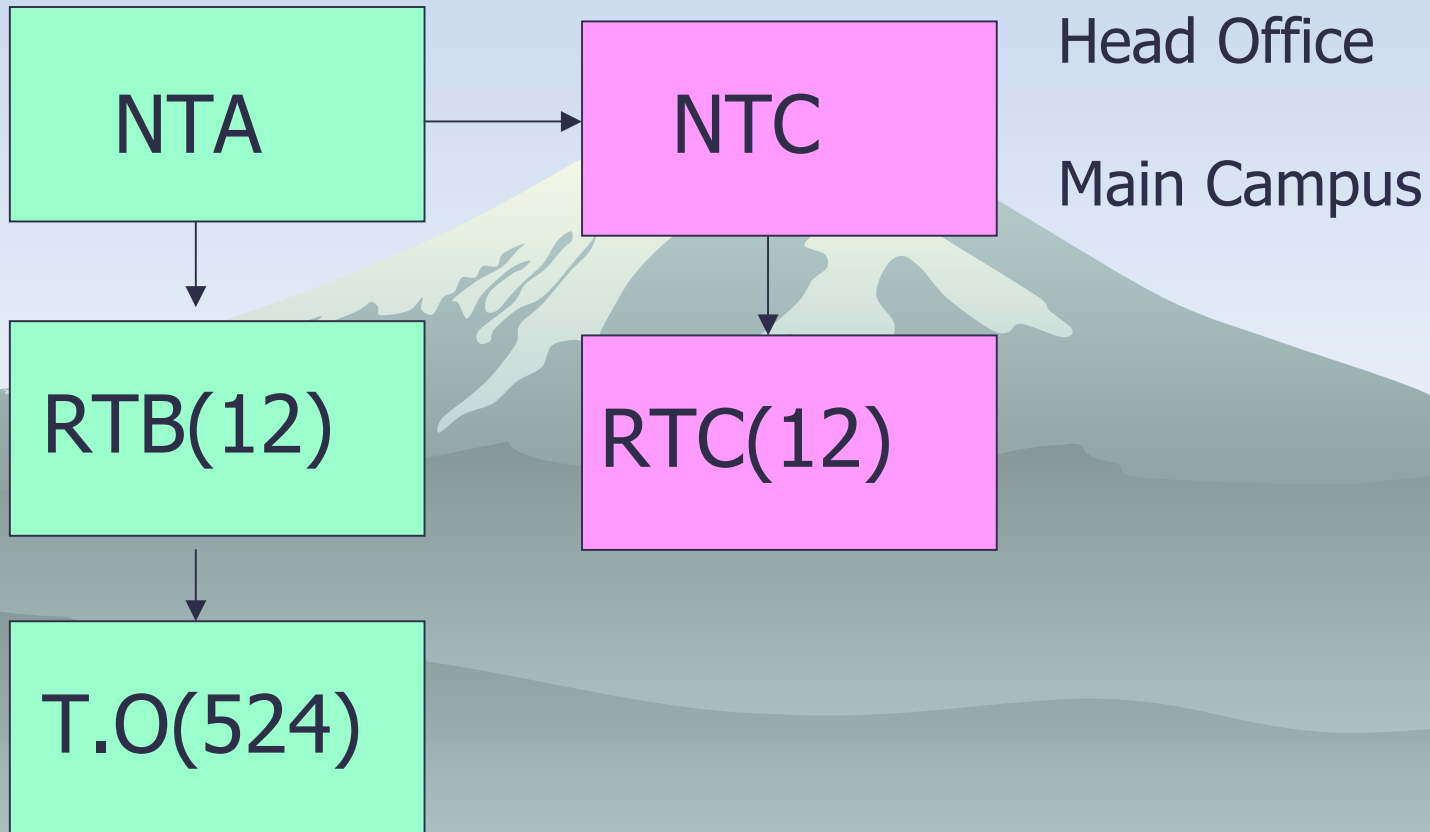 NTA
NTC
Head Office
Main Campus
RTB(12)
RTC(12)
T.O(524)